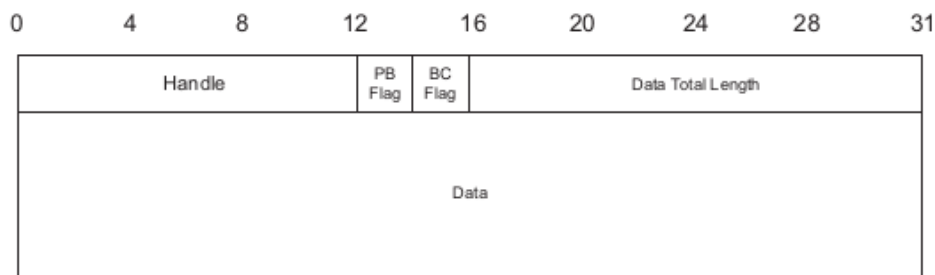 0 4 8 12 16 20 24 28 31
Handle PB Flag BC Flag Data Total Length
Data